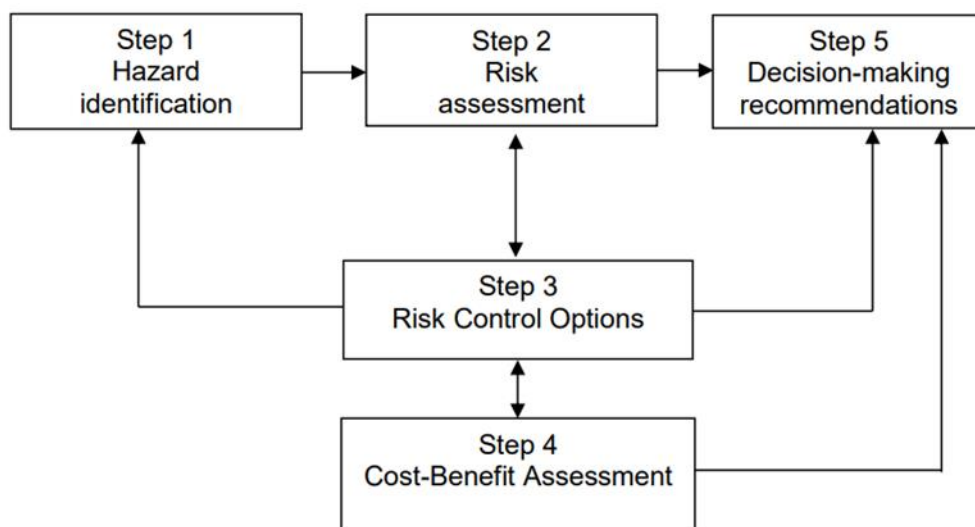 Step 1
Hazard
identification
Step 2
Risk
assessment
Step 5
Decision-making
recommendations
Step 3
Risk Control Options
Step 4
Cost-Benefit Assessment